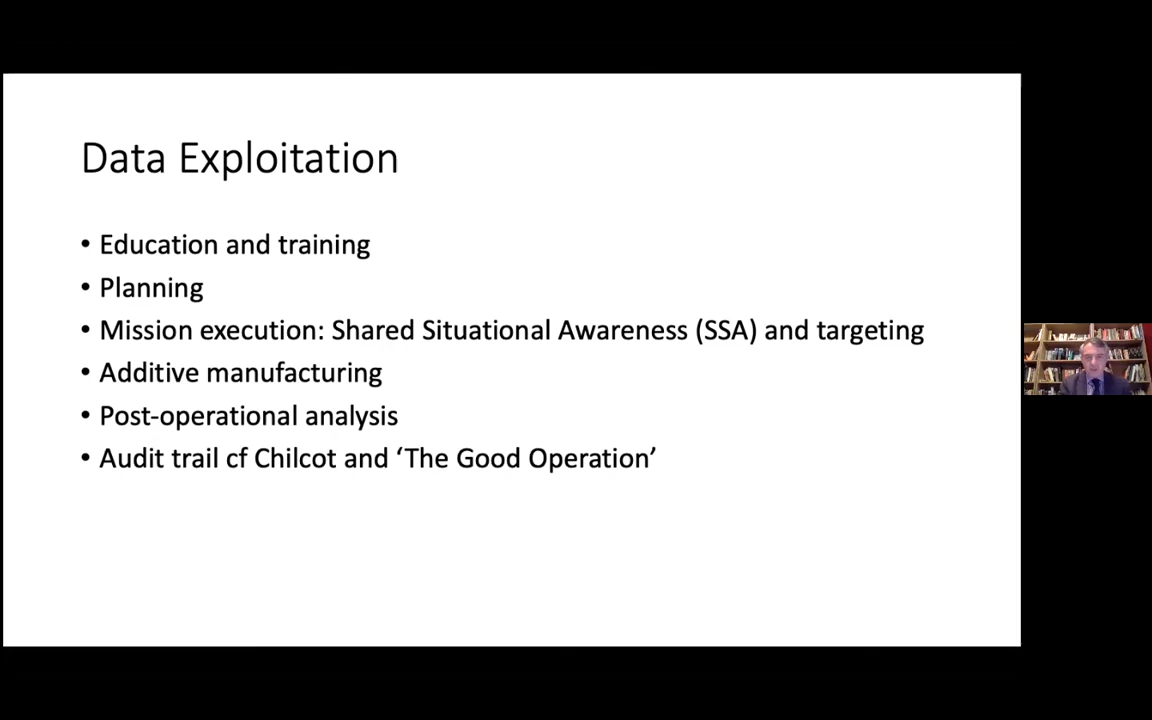 Data Exploitation
• Education and training
• Planning
• Mission execution: Shared Situational Awareness (SSA) and targeting
• Additive manufacturing
• Post-operational analysis
• Audit trail cf Chilcot and ‘The Good Operation’